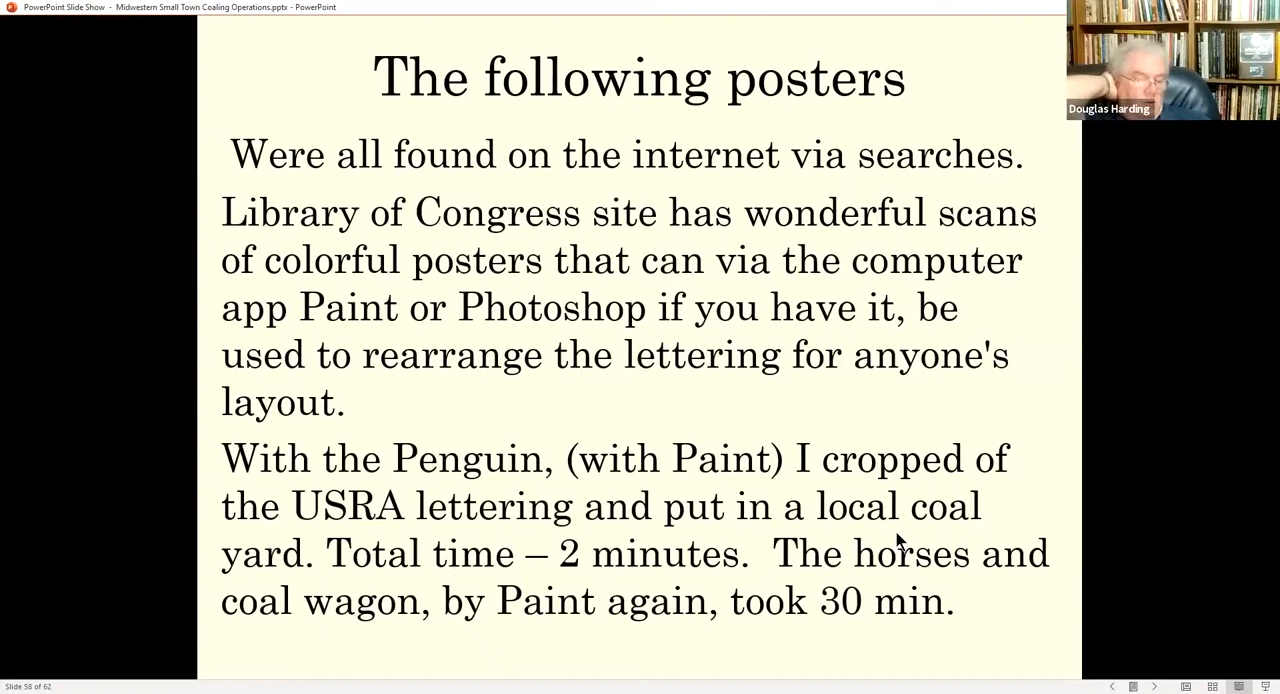 PowerPoint Slide Show - Midwestern Small Town Coaling Operations.pptx - PowerPoint
The following posters
Douglas Harding
Were all found on the internet via searches.
Library of Congress site has wonderful scans
of colorful posters that can via the computer
app Paint or Photoshop if you have it, be
used to rearrange the lettering for anyone's
layout.
With the Penguin, (with Paint) I cropped of
the USRA lettering and put in a local coal
yard. Total time – 2 minutes. The horses and
coal wagon, by Paint again, took 30 min.
Slide 58 of 62